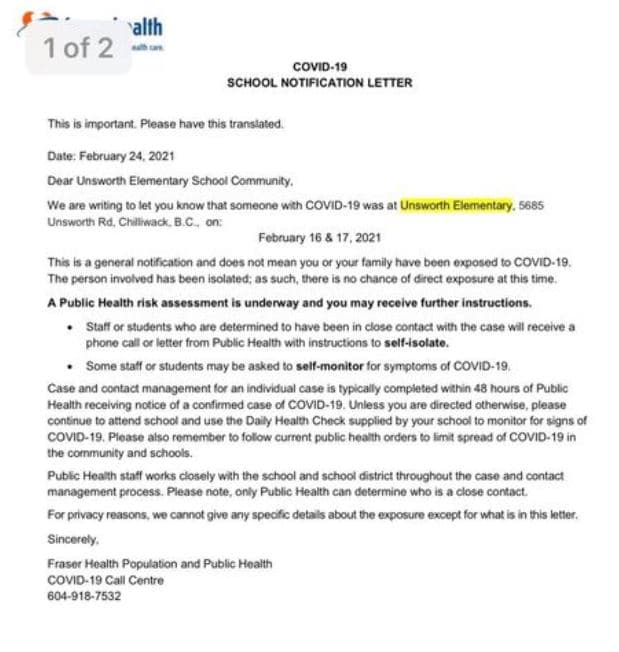 alth
ealth care.
1 of 2
COVID-19
SCHOOL NOTIFICATION LETTER
This is important. Please have this translated.
Date: February 24, 2021
Dear Unsworth Elementary School Community,
We are writing to let you know that someone with COVID-19 was at Unsworth Elementary, 5685
Unsworth Rd, Chilliwack, B.C., on:
February 16 & 17, 2021
This is a general notification and does not mean you or your family have been exposed to COVID-19.
The person involved has been isolated; as such, there is no chance of direct exposure at this time.
A Public Health risk assessment is underway and you may receive further instructions.
• Staff or students who are determined to have been in close contact with the case will receive a
phone call or letter from Public Health with instructions to self-isolate.
• Some staff or students may be asked to self-monitor for symptoms of COVID-19.
Case and contact management for an individual case is typically completed within 48 hours of Public
Health receiving notice of a confirmed case of COVID-19. Unless you are directed otherwise, please
continue to attend school and use the Daily Health Check supplied by your school to monitor for signs of
COVID-19. Please also remember to follow current public health orders to limit spread of COVID-19 in
the community and schools.
Public Health staff works closely with the school and school district throughout the case and contact
management process. Please note, only Public Health can determine who is a close contact.
For privacy reasons, we cannot give any specific details about the exposure except for what is in this letter.
Sincerely,
Fraser Health Population and Public Health
COVID-19 Call Centre
604-918-7532